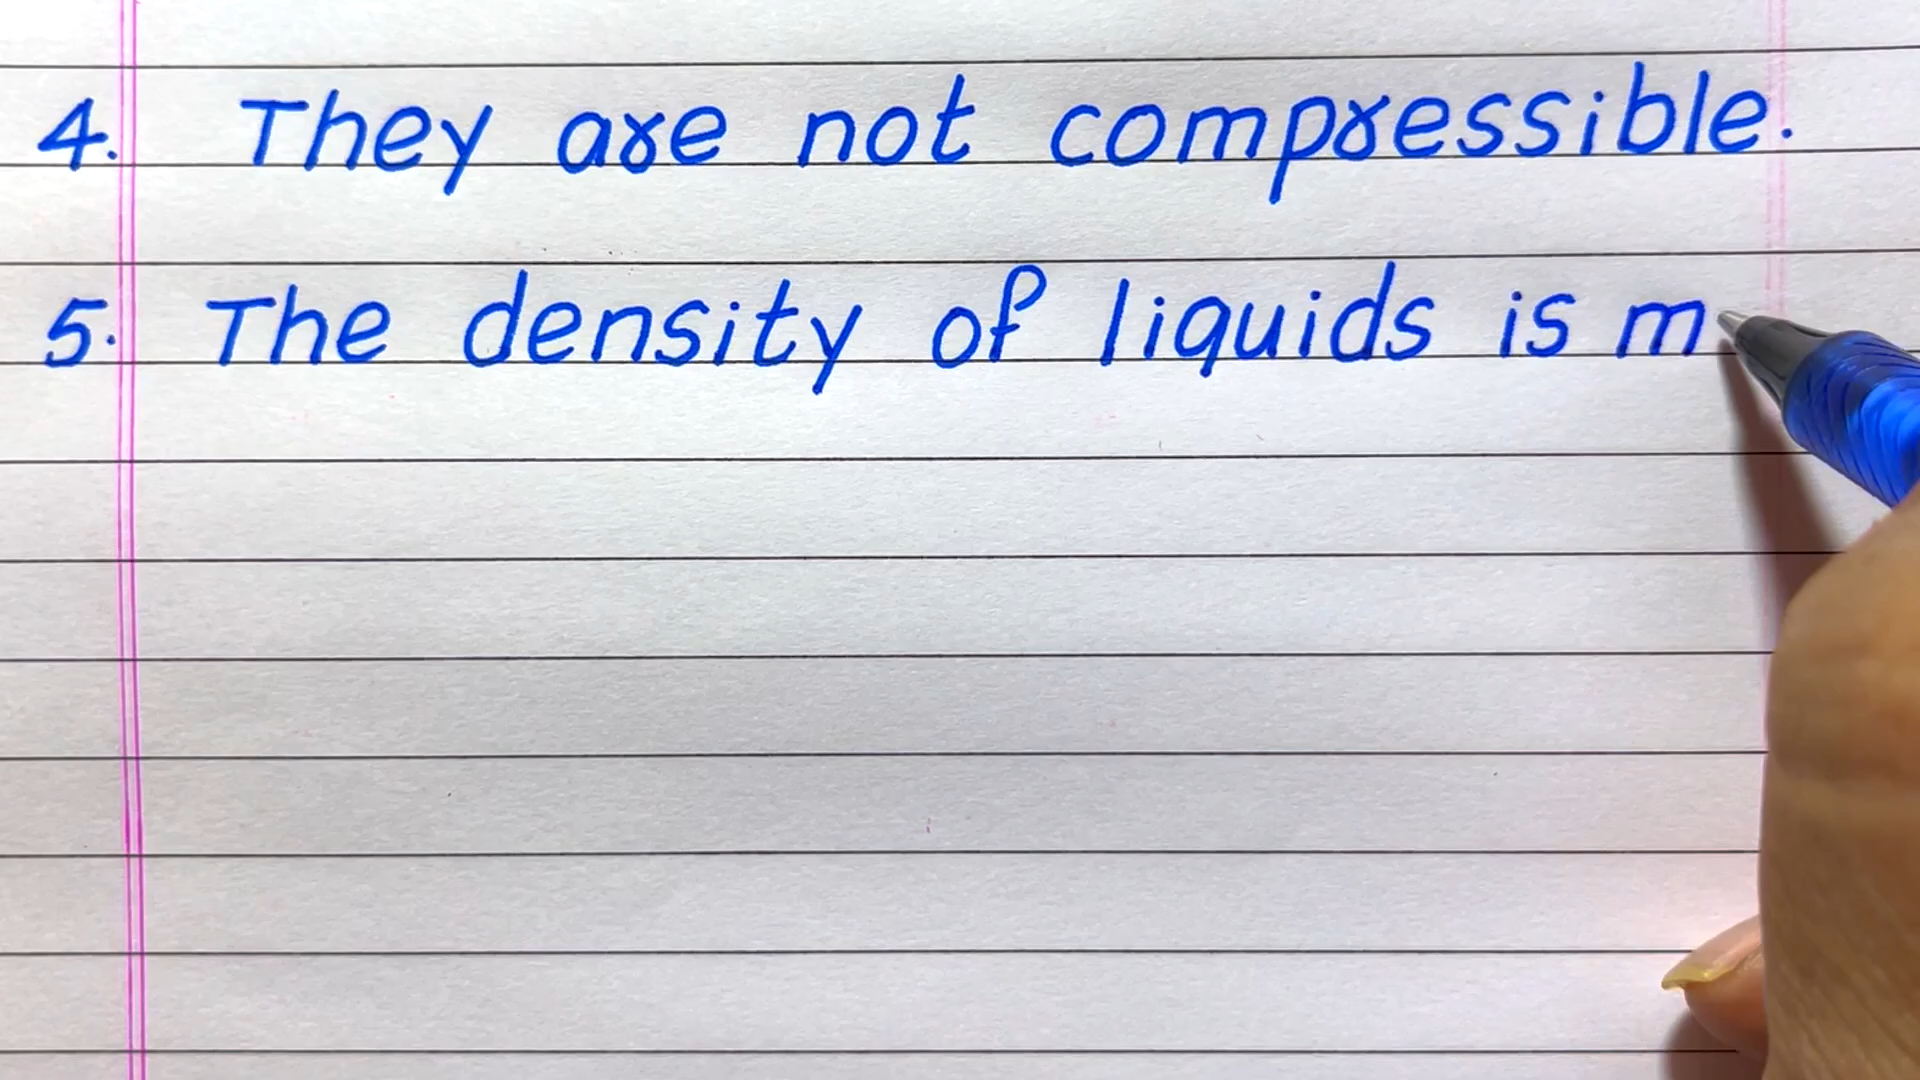 4. They are not compressible.
5. The density of liquids is m